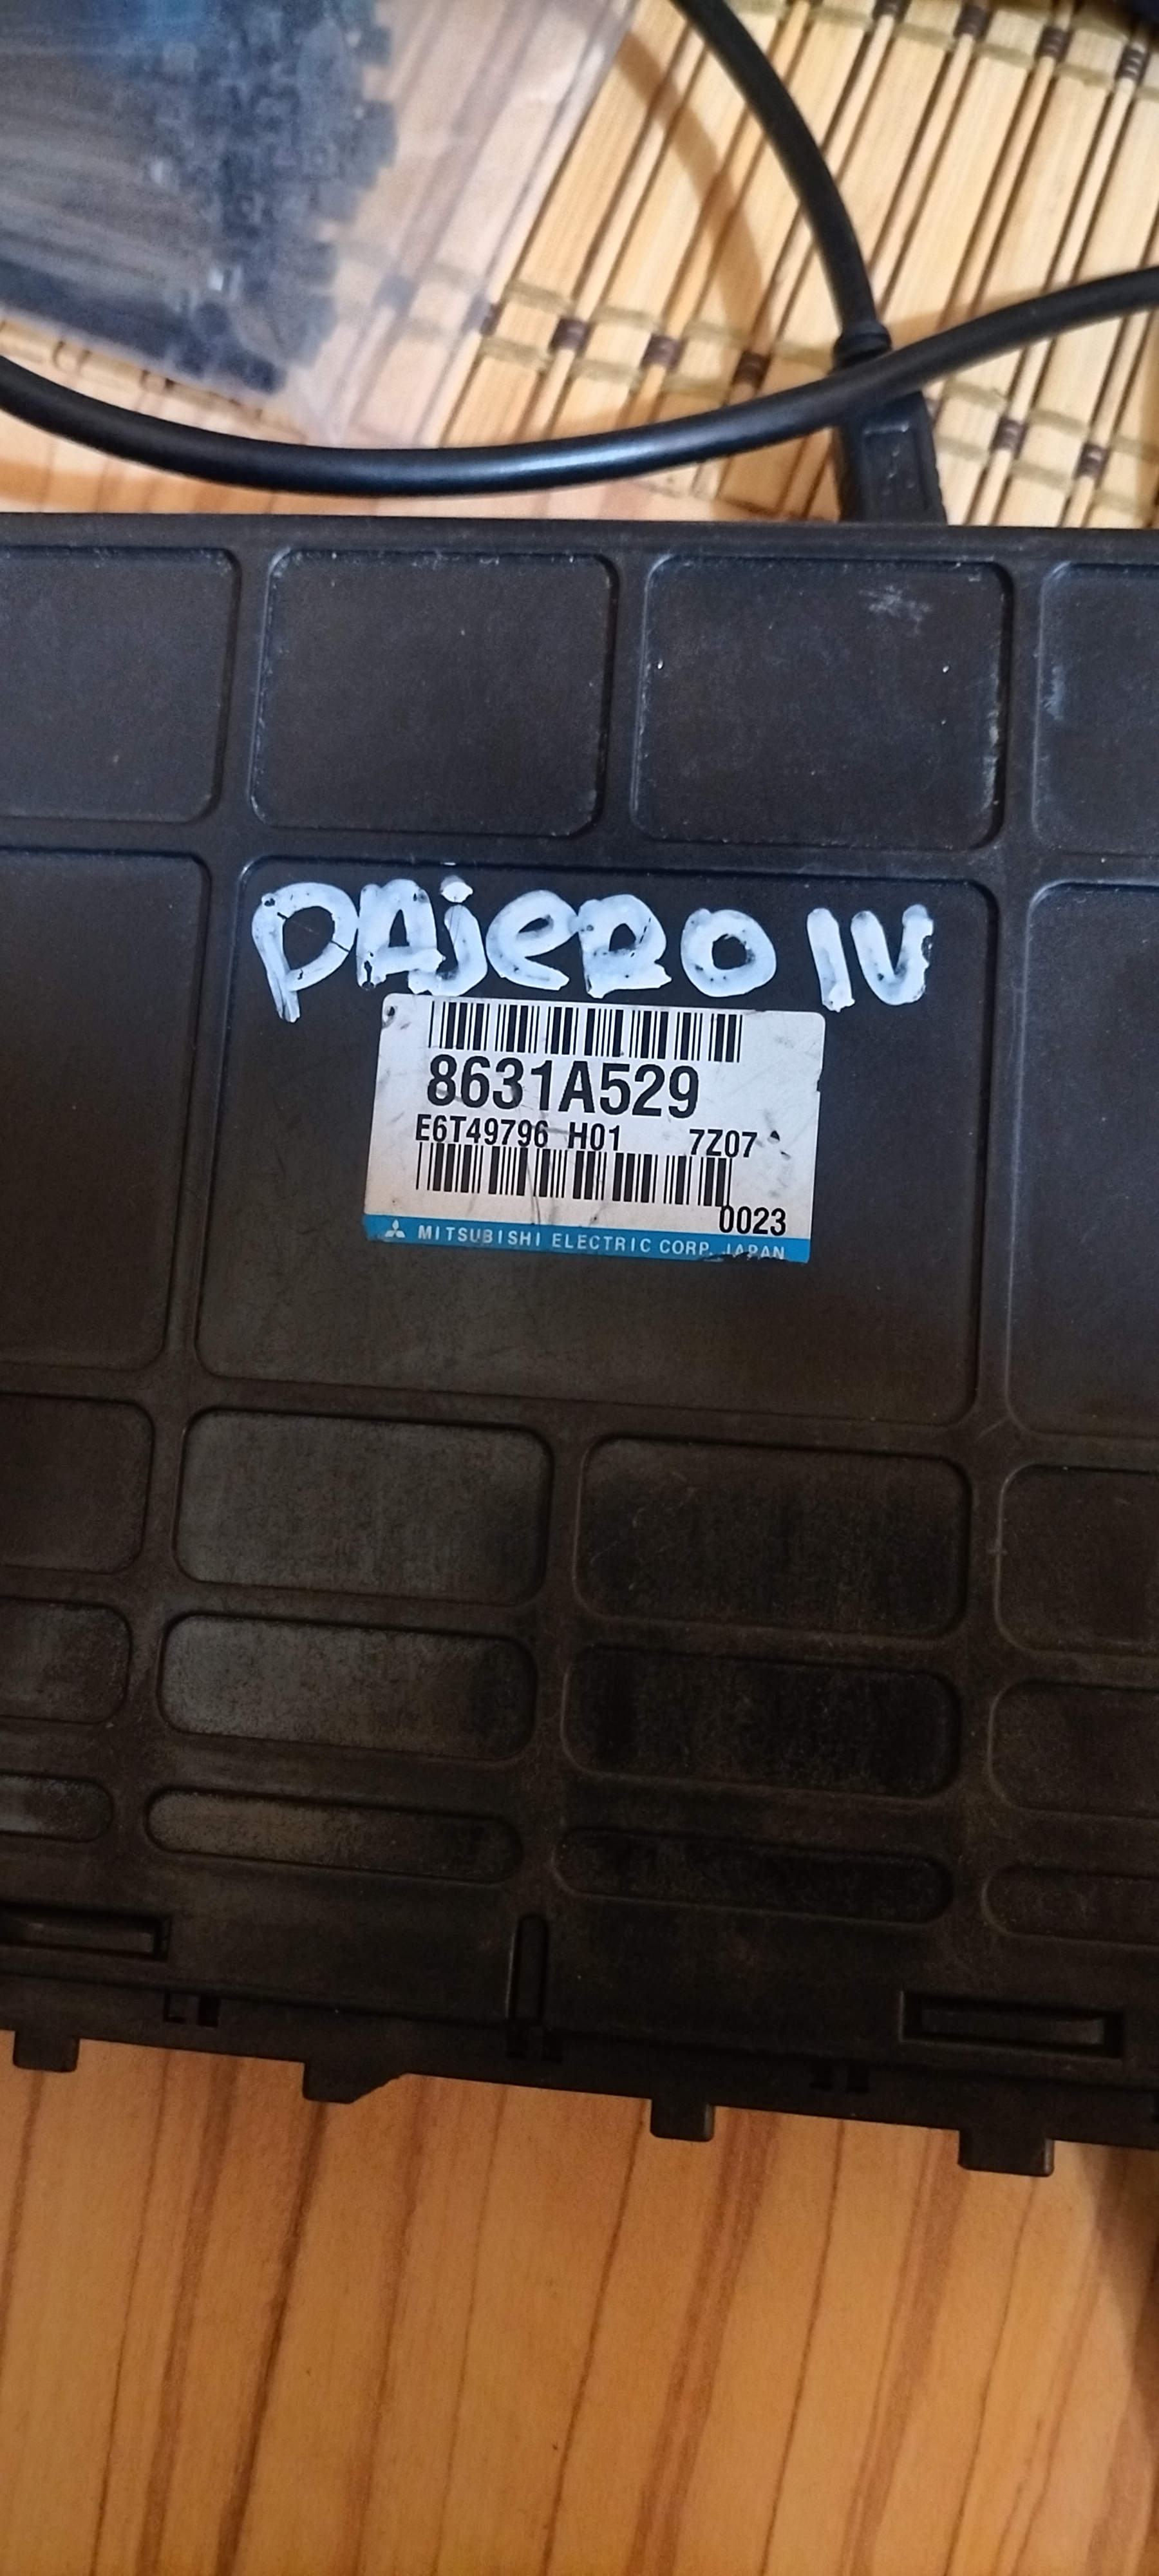 PAjeRO IV
8631A529
E6T49796 H01 7Z07
0023
MITSUBISHI ELECTRIC CORP. JAPAN